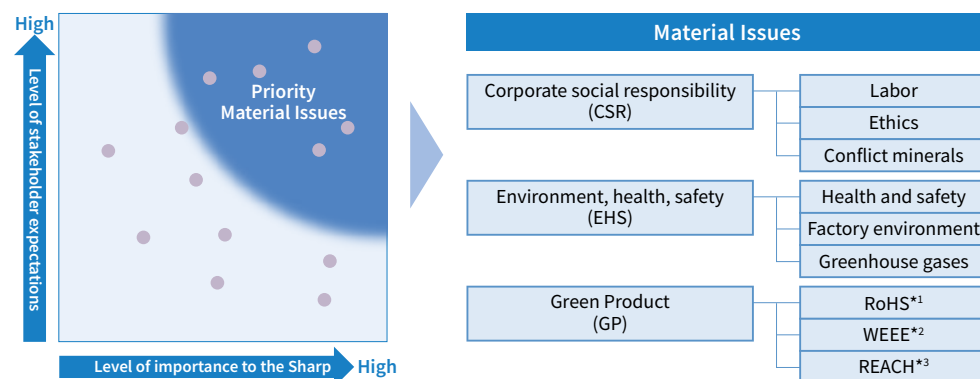 High
Level of stakeholder expectations
Priority
Material Issues
Level of importance to the Sharp
High
Material Issues
Corporate social responsibility
(CSR)
Labor
Ethics
Conflict minerals
Environment, health, safety
(EHS)
Health and safety
Factory environment
Greenhouse gases
Green Product
(GP)
RoHS*1
WEEE*2
REACH*3